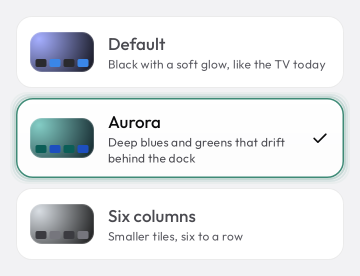 Default
Black with a soft glow, like the TV today
Aurora
Deep blues and greens that drift
behind the dock
Six columns
Smaller tiles, six to a row